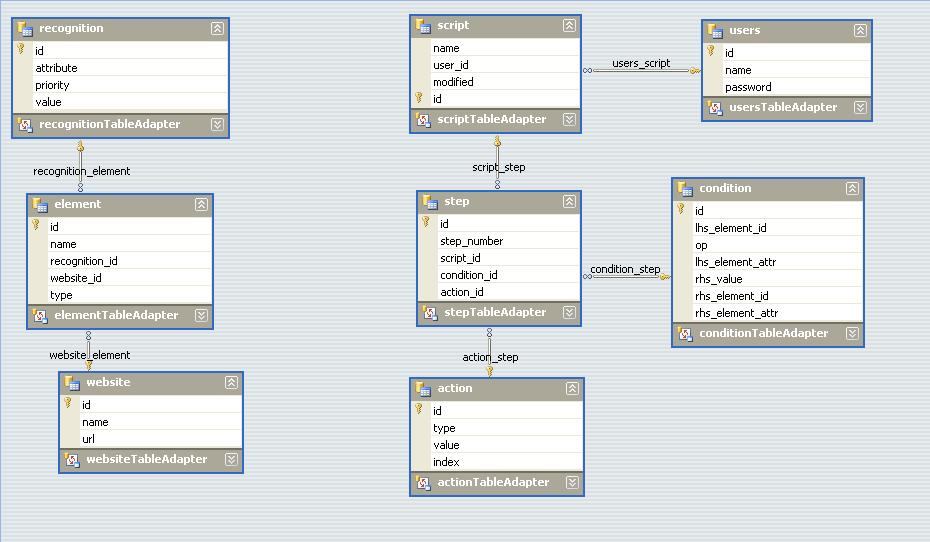 recognition
id
attribute
priority
value
recognitionTableAdapter
recognition_element
element
id
name
recognition_id
website_id
type
elementTableAdapter
website_element
website
id
name
url
websiteTableAdapter
script
name
user_id
modified
id
scriptTableAdapter
users_script
users
id
name
password
usersTableAdapter
script_step
step
id
step_number
script_id
condition_id
action_id
stepTableAdapter
condition_step
condition
id
lhs_element_id
op
lhs_element_attr
rhs_value
rhs_element_id
rhs_element_attr
conditionTableAdapter
action_step
action
id
type
value
index
actionTableAdapter